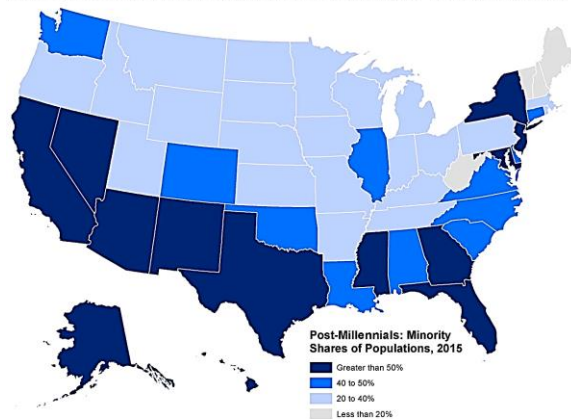 Post-Millennials: Minority
Shares of Populations, 2015
Greater than 50%
40 to 50%
20 to 40%
Less than 20%